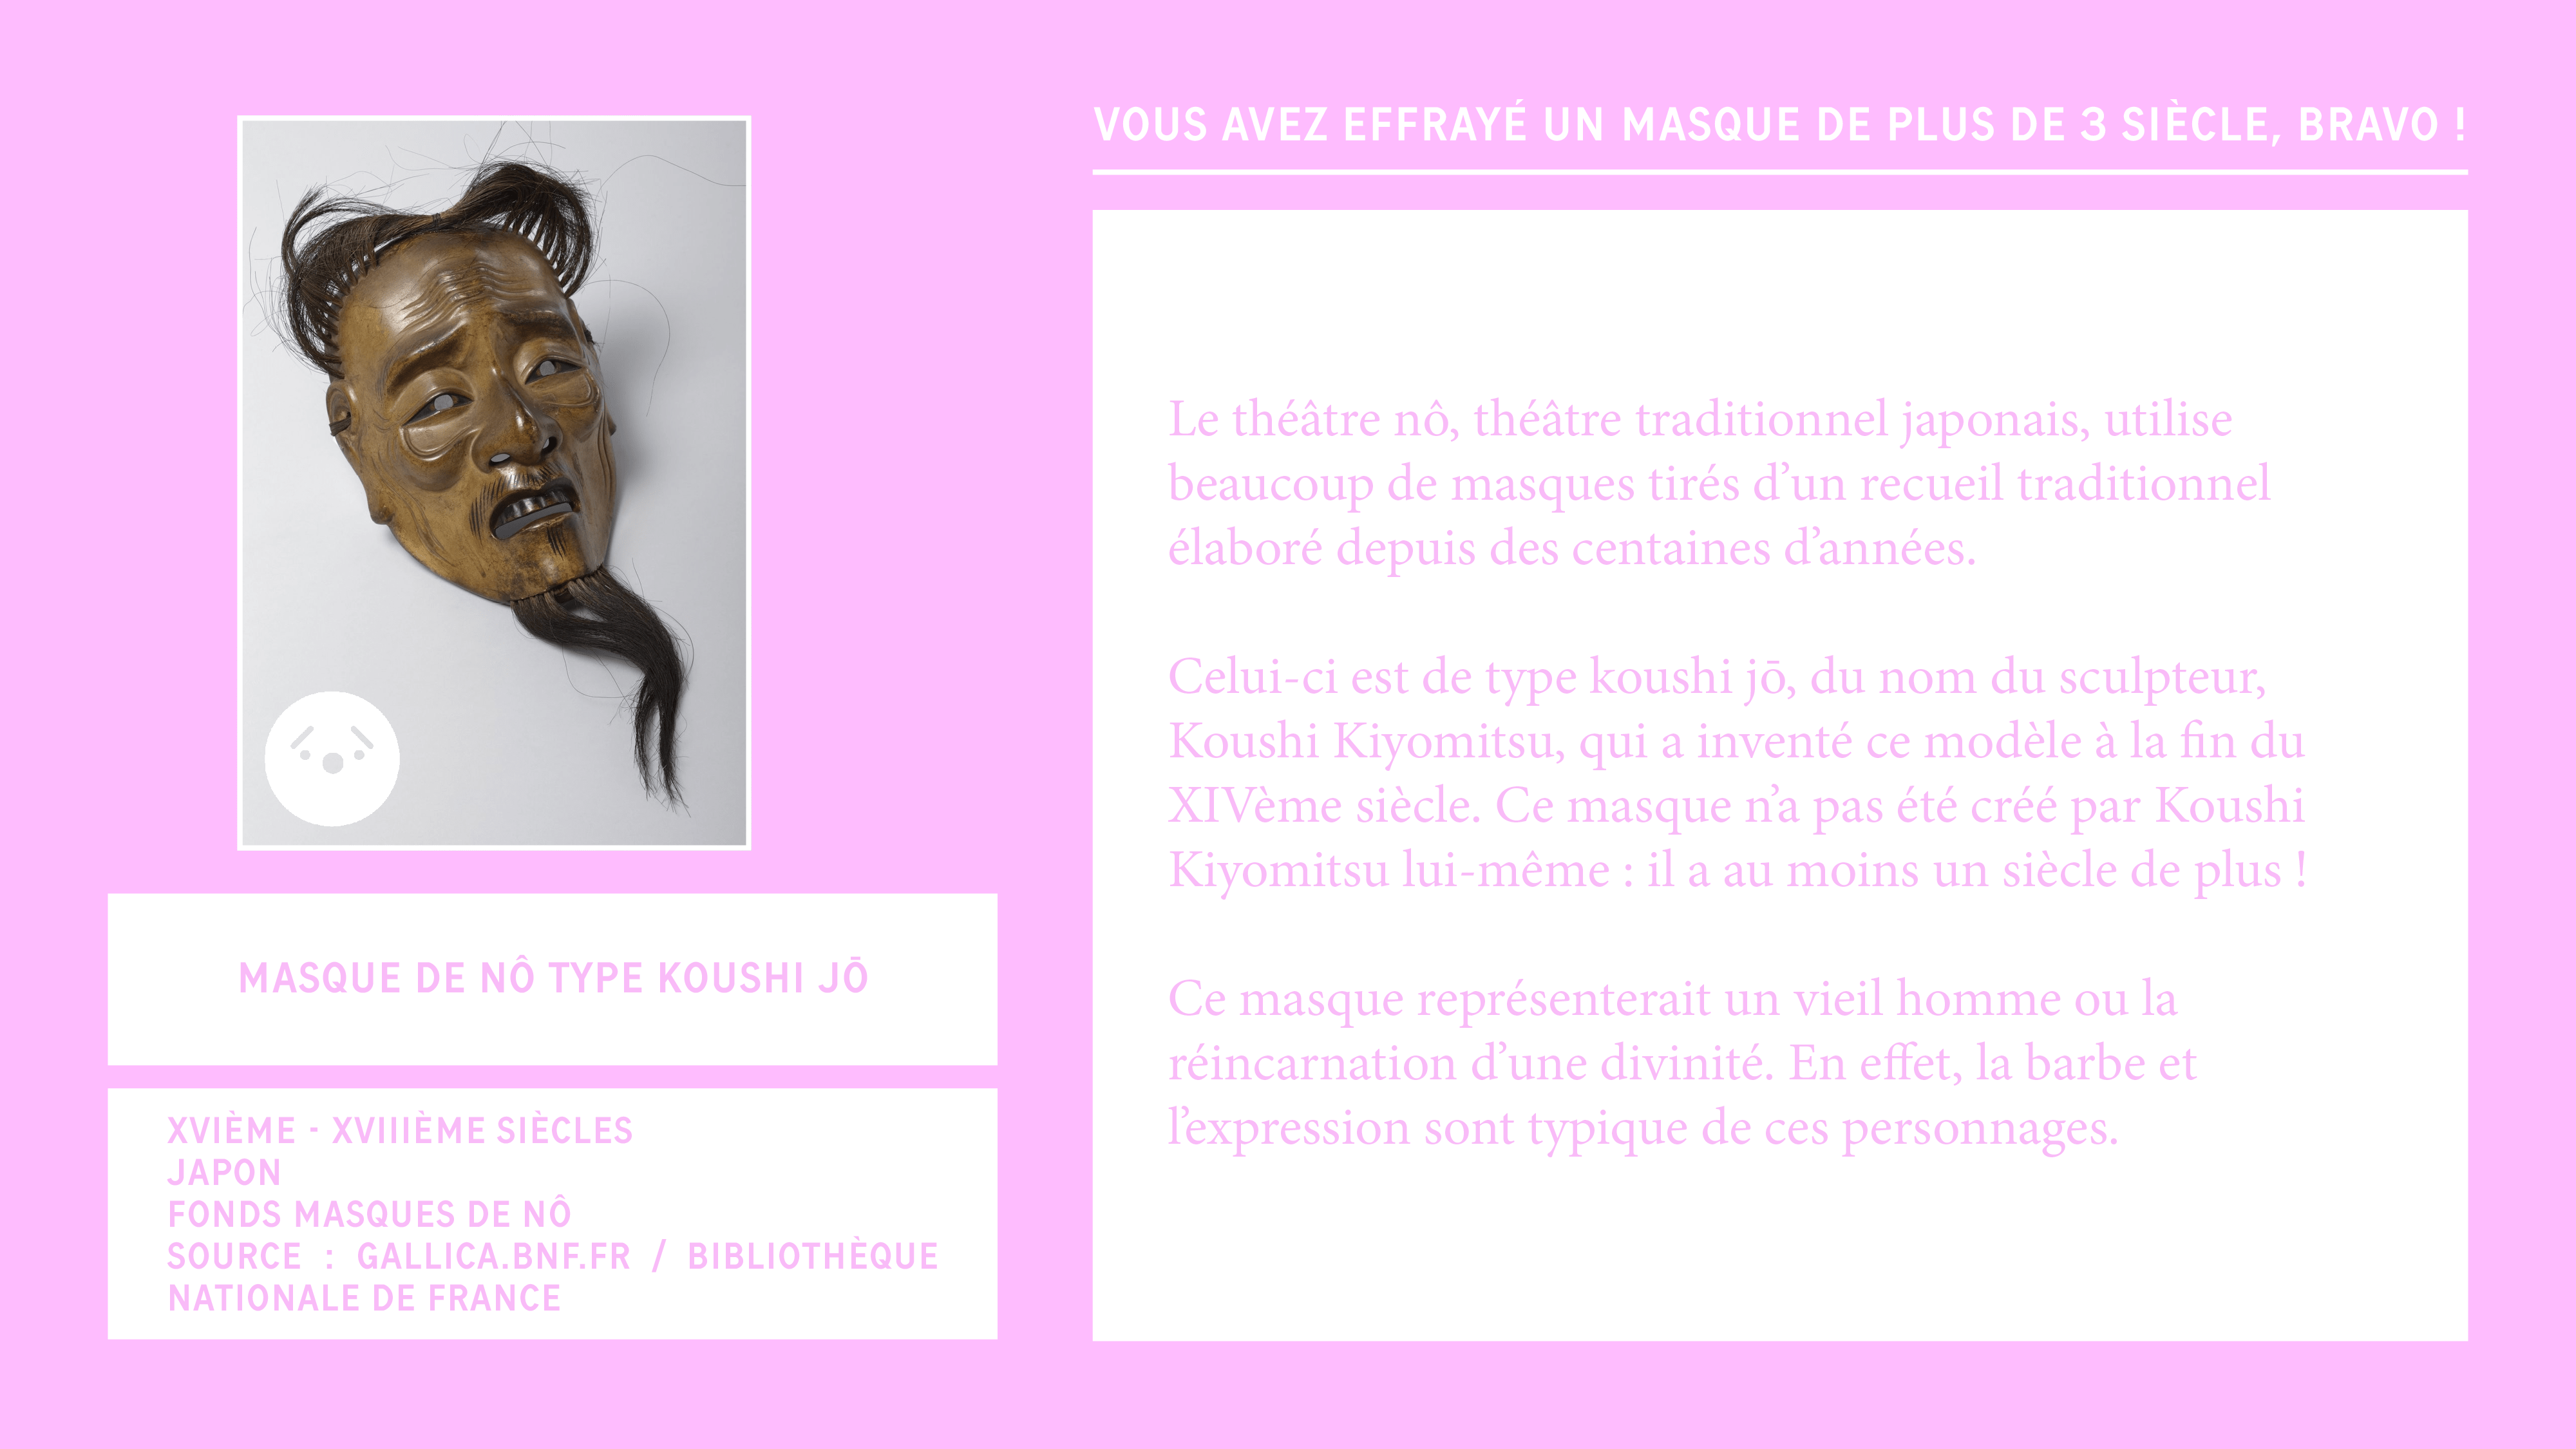 VOUS AVEZ EFFRAYÉ UN MASQUE DE PLUS DE 3 SIÈCLE, BRAVO !
MASQUE DE NÔ TYPE KOUSHI JŌ
XVIÈME - XVIIIÈME SIÈCLES
JAPON
FONDS MASQUES DE NÔ
SOURCE : GALLICA.BNF.FR / BIBLIOTHÈQUE
NATIONALE DE FRANCE
Le théâtre nô, théâtre traditionnel japonais, utilise
beaucoup de masques tirés d’un recueil traditionnel
élaboré depuis des centaines d’années.
Celui-ci est de type koushi jō, du nom du sculpteur,
Koushi Kiyomitsu, qui a inventé ce modèle à la fin du
XIVème siècle. Ce masque n’a pas été créé par Koushi
Kiyomitsu lui-même : il a au moins un siècle de plus !
Ce masque représenterait un vieil homme ou la
réincarnation d’une divinité. En effet, la barbe et
l’expression sont typique de ces personnages.